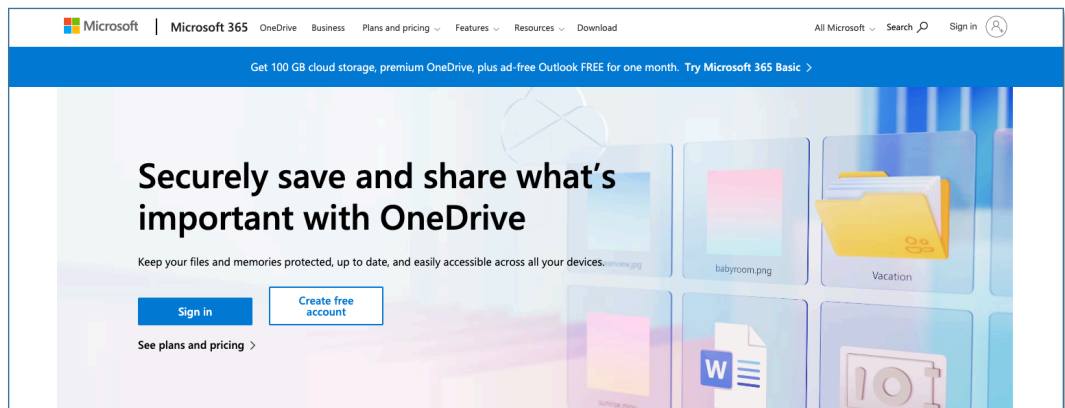 Microsoft Microsoft 365 OneDrive Business Plans and pricing Features Resources Download All Microsoft Search Sign in
Get 100 GB cloud storage, premium OneDrive, plus ad-free Outlook FREE for one month. Try Microsoft 365 Basic >
Securely save and share what's
important with OneDrive
Keep your files and memories protected, up to date, and easily accessible across all your devices.
Sign in
Create free
account
See plans and pricing >
babyroom.png
Vacation
W